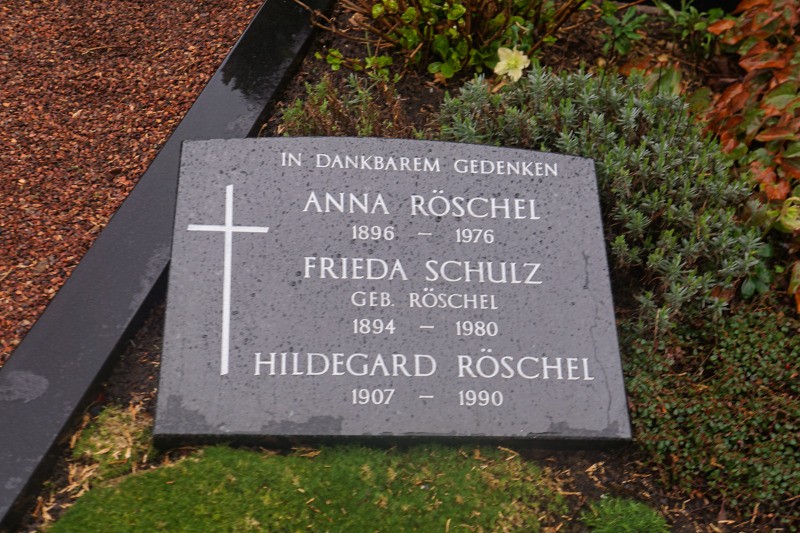 IN DANKBAREM GEDENKEN
ANNA RÖSCHEL
1896 – 1976
FRIEDA SCHULZ
GEB. RÖSCHEL
1894 – 1980
HILDEGARD RÖSCHEL
1907 – 1990